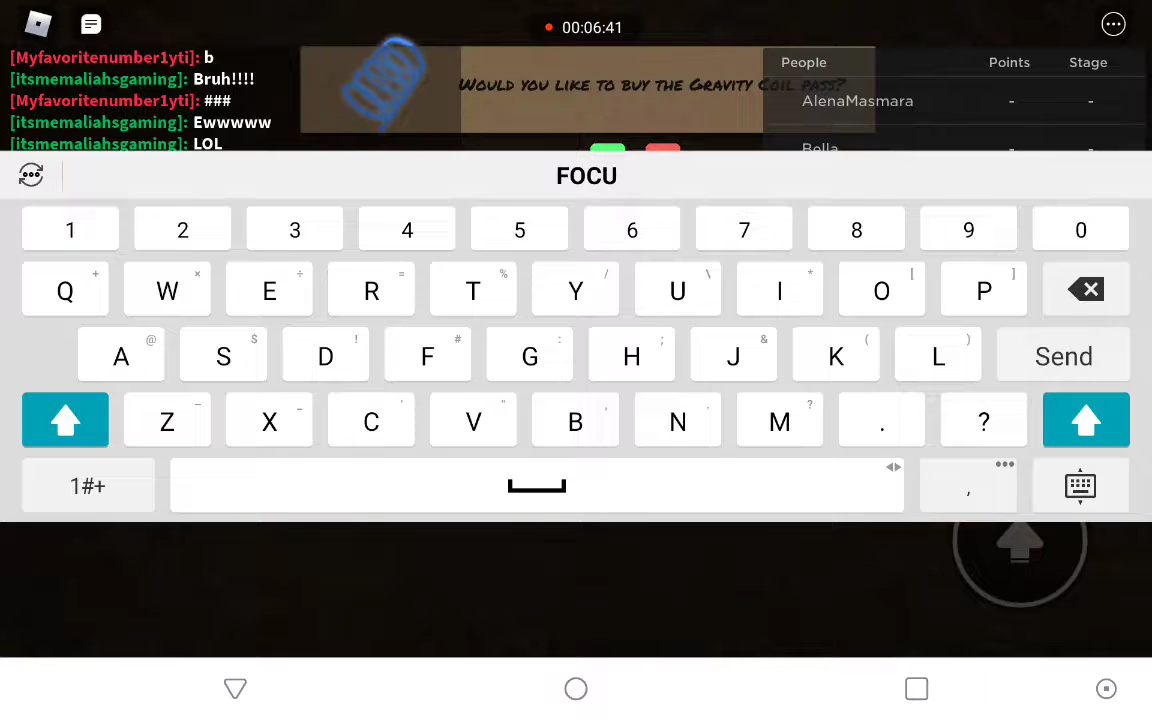 00:06:41
[Myfavoritenumber1yti]: b
[itsmemaliahsgaming]: Bruh!!!!
[Myfavoritenumber1yti]: ###
[itsmemaliahsgaming]: Ewwwww
[itsmemaliahsgaming]: LOL
Would you like to buy the Gravity Coil pass?
People Points Stage
AlenaMasmara - -
Bella - -
FOCU
1 2 3 4 5 6 7 8 9 0
Q + W × E ÷ R = T % Y / U \ I * O [ P ]
A @ S $ D ! F # G : H ; J & K ( L ) Send
Z - X _ C ' V " B , N . M ? . ?
1#+ ,